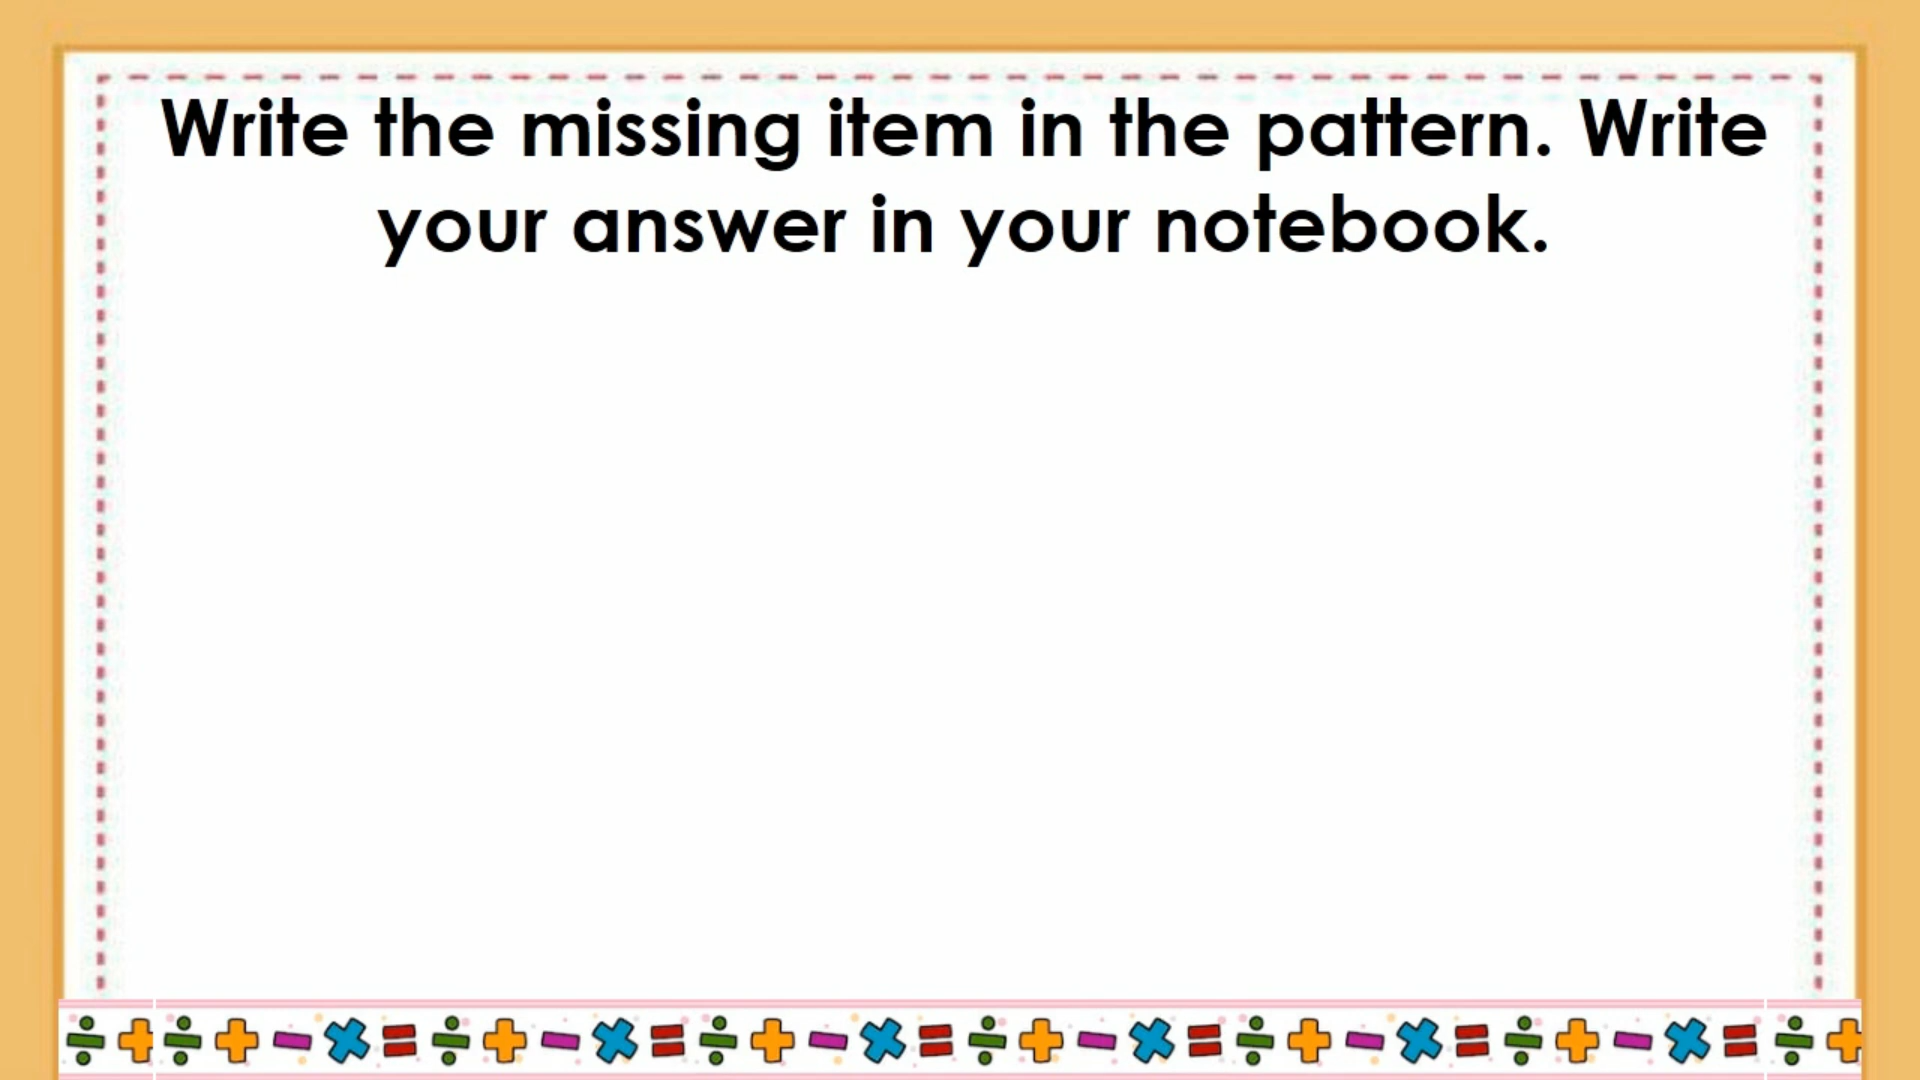 Write the missing item in the pattern. Write
your answer in your notebook.